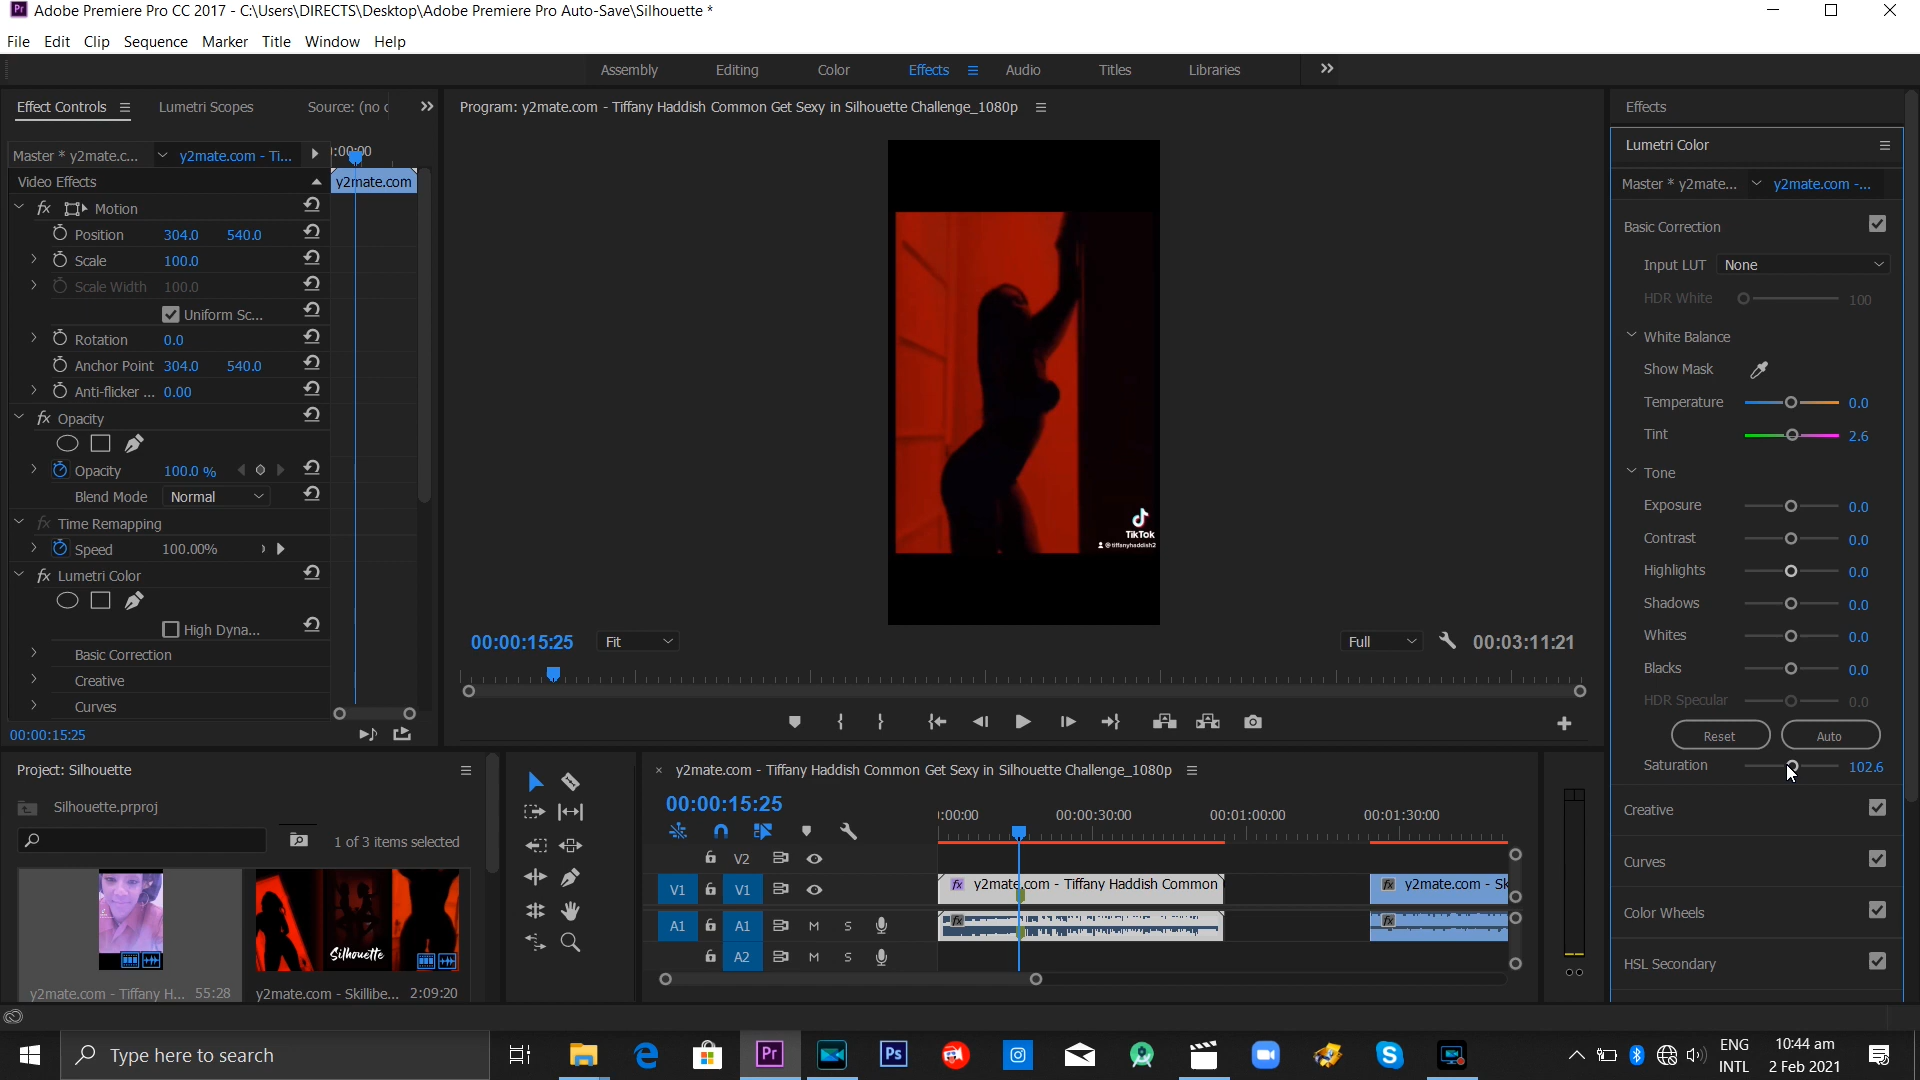 Adobe Premiere Pro CC 2017 - C:\Users\DIRECTS\Desktop\Adobe Premiere Pro Auto-Save\Silhouette *
File Edit Clip Sequence Marker Title Window Help
Assembly Editing Color Effects Audio Titles Libraries
Effect Controls Lumetri Scopes Source: (no c
Program: y2mate.com - Tiffany Haddish Common Get Sexy in Silhouette Challenge_1080p
Effects
Lumetri Color
Master * y2mate.c... y2mate.com - Ti... :00:00
Master * y2mate... y2mate.com -...
Video Effects y2mate.com
Motion
Position 304.0 540.0
Scale 100.0
Scale Width 100.0
Uniform Sc...
Rotation 0.0
Anchor Point 304.0 540.0
Anti-flicker ... 0.00
fx Opacity
Opacity 100.0 %
Blend Mode Normal
fx Time Remapping
Speed 100.00%
fx Lumetri Color
High Dyna...
Basic Correction
Creative
Curves
00:00:15:25
TikTok
@tiffanyhaddish2
00:00:15:25 Fit Full 00:03:11:21
Basic Correction
Input LUT None
HDR White 100
White Balance
Show Mask
Temperature 0.0
Tint 2.6
Tone
Exposure 0.0
Contrast 0.0
Highlights 0.0
Shadows 0.0
Whites 0.0
Blacks 0.0
HDR Specular 0.0
Reset Auto
Saturation 102.6
Creative
Curves
Color Wheels
HSL Secondary
Project: Silhouette
Silhouette.prproj
1 of 3 items selected
Silhouette
y2mate.com - Tiffany H... 55:28 y2mate.com - Skillibe... 2:09:20
× y2mate.com - Tiffany Haddish Common Get Sexy in Silhouette Challenge_1080p
00:00:15:25
:00:00 00:00:30:00 00:01:00:00 00:01:30:00
V2
V1 V1 fx y2mate.com - Tiffany Haddish Common fx y2mate.com - Sk
A1 A1 M S fx fx
A2 M S
Type here to search
Pr Ps
ENG
INTL
10:44 am
2 Feb 2021